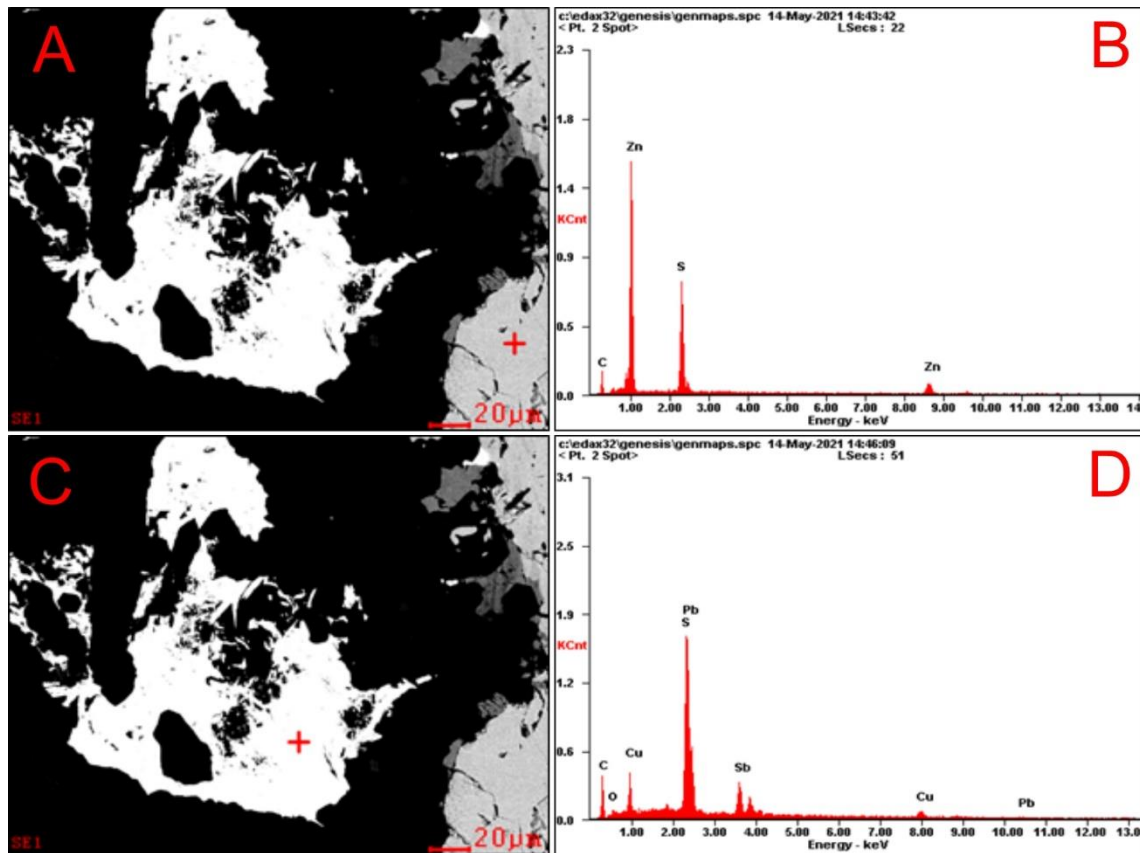 A
SE1
20µm
c:\edax32\genesis\genmaps.spc 14-May-2021 14:43:42
< Pt. 2 Spot> LSecs : 22
B
2.3
1.8
1.4
KCnt
0.9
0.5
0.0
C
Zn
S
Zn
1.00 2.00 3.00 4.00 5.00 6.00 7.00 8.00 9.00 10.00 11.00 12.00 13.00
Energy - keV
C
SE1
20µm
c:\edax32\genesis\genmaps.spc 14-May-2021 14:46:09
< Pt. 2 Spot> LSecs : 51
D
3.1
2.5
1.9
KCnt
1.2
0.6
0.0
C
O
Cu
Pb
S
Sb
Cu
Pb
1.00 2.00 3.00 4.00 5.00 6.00 7.00 8.00 9.00 10.00 11.00 12.00 13.00
Energy - keV